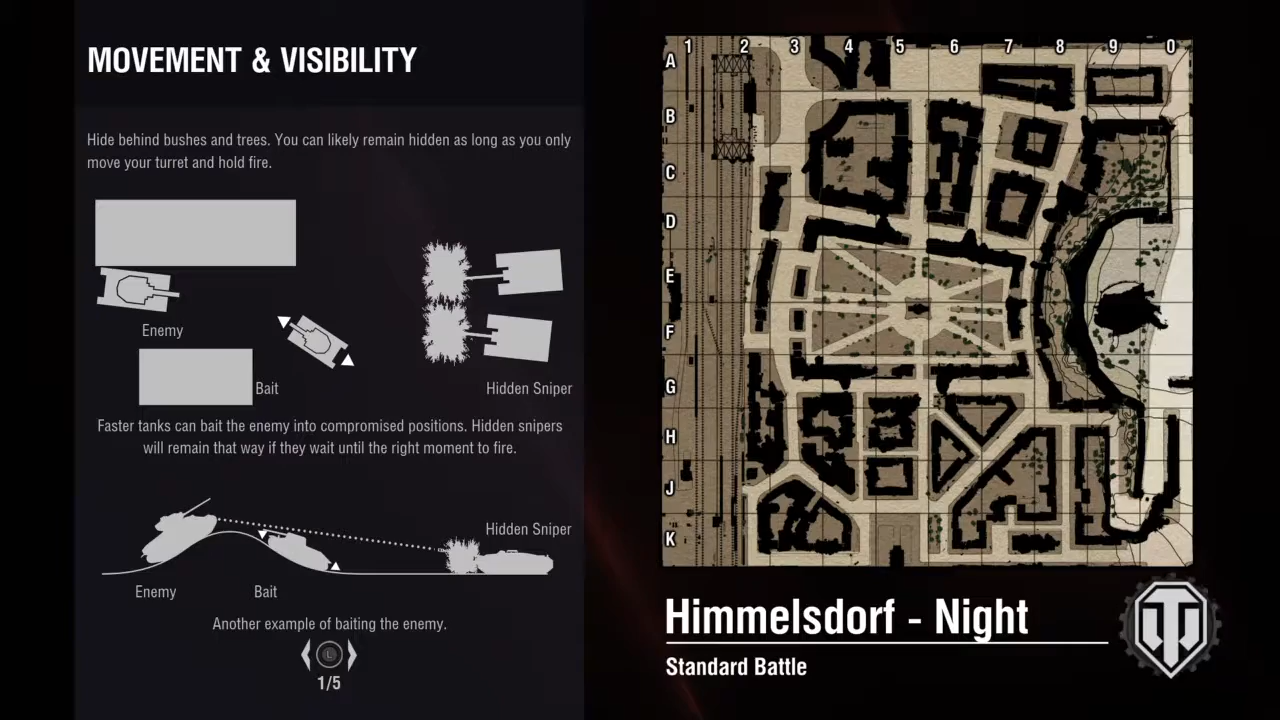 MOVEMENT & VISIBILITY
Hide behind bushes and trees. You can likely remain hidden as long as you only
move your turret and hold fire.
Enemy
Bait
Hidden Sniper
Faster tanks can bait the enemy into compromised positions. Hidden snipers
will remain that way if they wait until the right moment to fire.
Hidden Sniper
Enemy
Bait
Another example of baiting the enemy.
L
1/5
1 2 3 4 5 6 7 8 9 0
A
B
C
D
E
F
G
H
J
K
Himmelsdorf - Night
Standard Battle